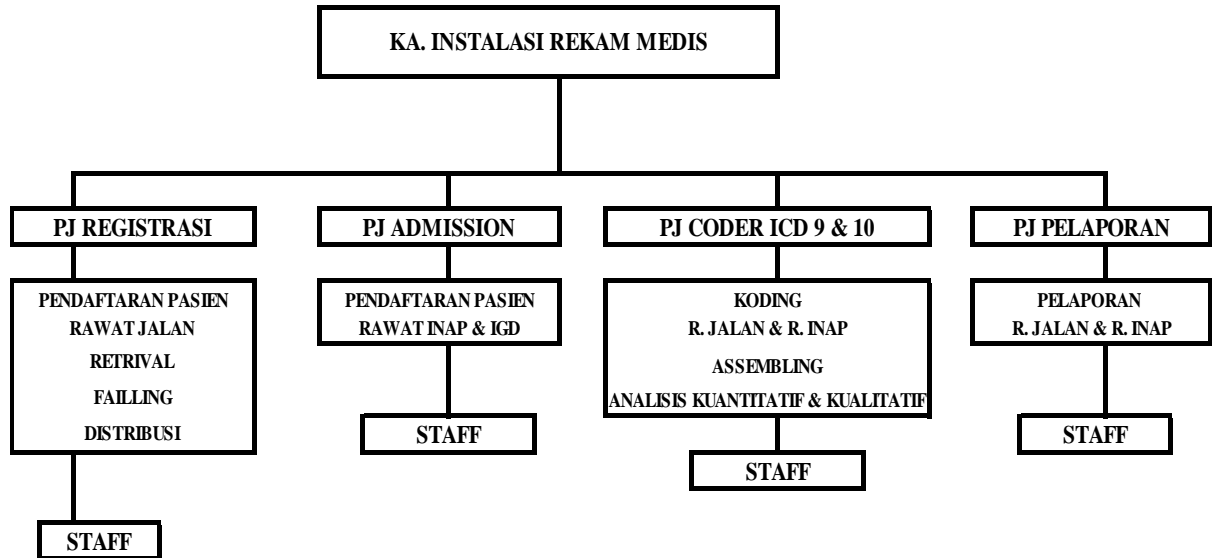 KA. INSTALASI REKAM MEDIS
PJ REGISTRASI
PJ ADMISSION
PJ CODER ICD 9 & 10
PJ PELAPORAN
PENDAFTARAN PASIEN
RAWAT JALAN
RETRIVAL
FAILLING
DISTRIBUSI
PENDAFTARAN PASIEN
RAWAT INAP & IGD
KODING
R. JALAN & R. INAP
ASSEMBLING
ANALISIS KUANTITATIF & KUALITATIF
PELAPORAN
R. JALAN & R. INAP
STAFF
STAFF
STAFF
STAFF